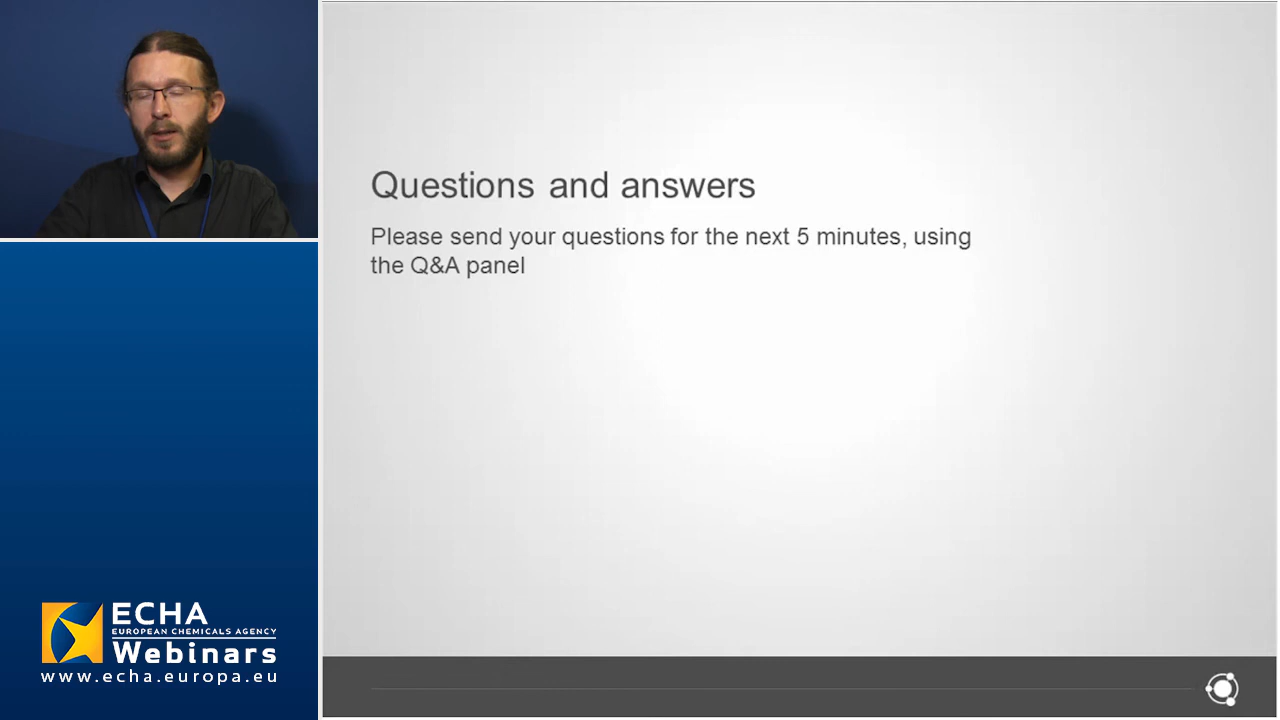 Questions and answers
Please send your questions for the next 5 minutes, using
the Q&A panel
ECHA
EUROPEAN CHEMICALS AGENCY
Webinars
www.echa.europa.eu